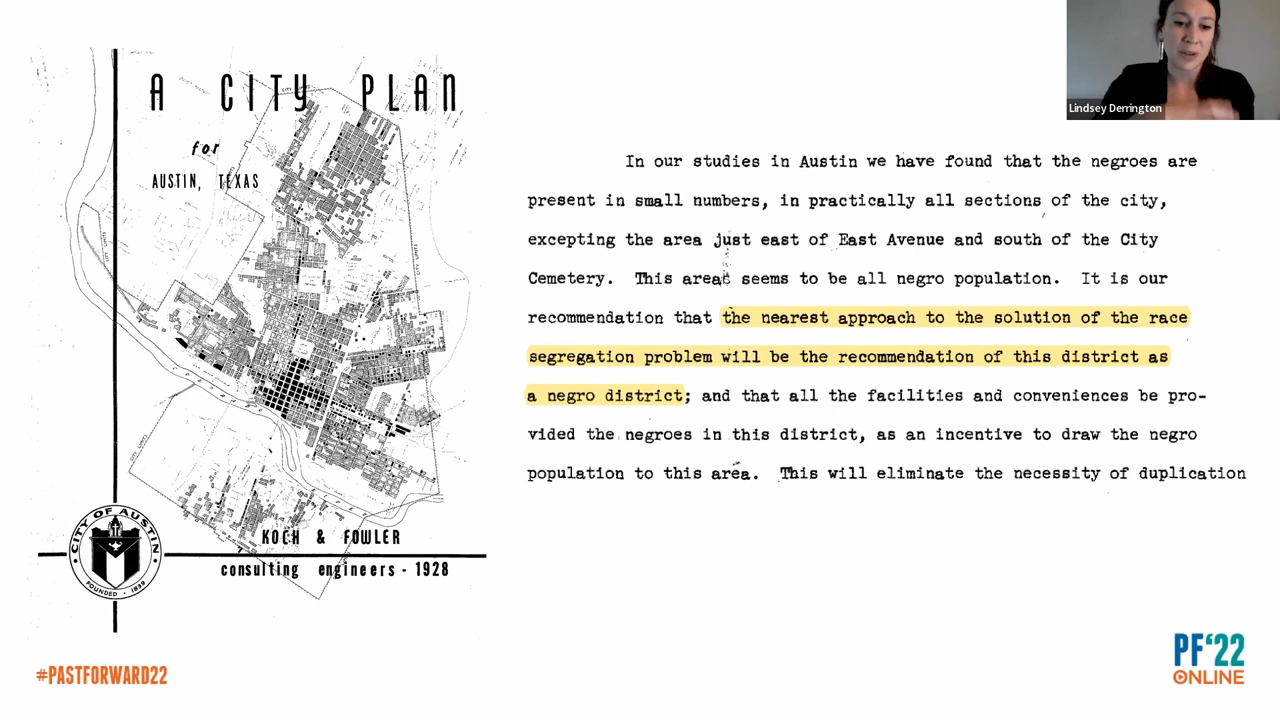 A CITY PLAN
for
AUSTIN, TEXAS
KOCH & FOWLER
consulting engineers - 1928
CITY OF AUSTIN
FOUNDED • 1839
In our studies in Austin we have found that the negroes are
present in small numbers, in practically all sections of the city,
excepting the area just east of East Avenue and south of the City
Cemetery. This area seems to be all negro population. It is our
recommendation that the nearest approach to the solution of the race
segregation problem will be the recommendation of this district as
a negro district; and that all the facilities and conveniences be pro-
vided the negroes in this district, as an incentive to draw the negro
population to this area. This will eliminate the necessity of duplication
Lindsey Derrington
#PASTFORWARD22
PF'22
ONLINE